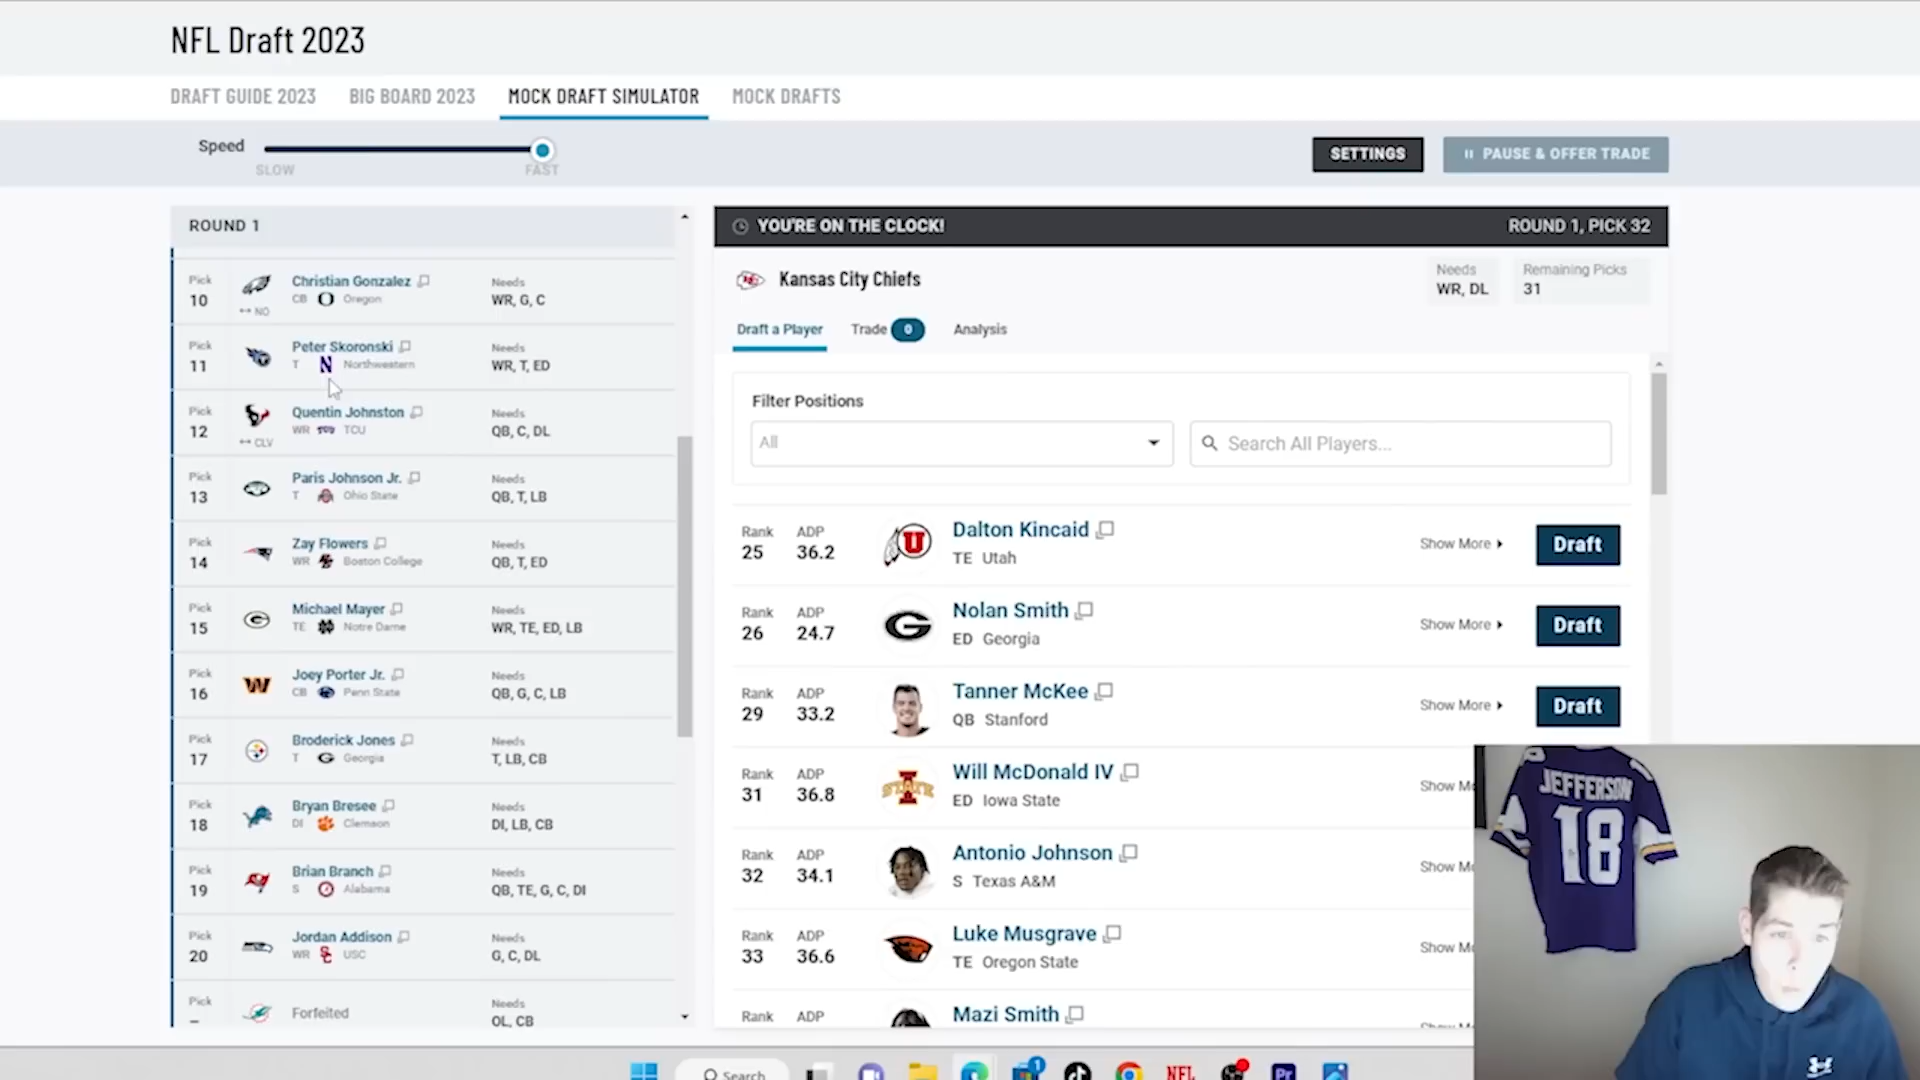 NFL Draft 2023
DRAFT GUIDE 2023 BIG BOARD 2023 MOCK DRAFT SIMULATOR MOCK DRAFTS
Speed
SLOW FAST
SETTINGS
PAUSE & OFFER TRADE
ROUND 1
Pick 10
NO
Christian Gonzalez
CB Oregon
Needs
WR, G, C
Pick 11
Peter Skoronski
T Northwestern
Needs
WR, T, ED
Pick 12
CLV
Quentin Johnston
WR TCU
Needs
QB, C, DL
Pick 13
Paris Johnson Jr.
T Ohio State
Needs
QB, T, LB
Pick 14
Zay Flowers
WR Boston College
Needs
QB, T, ED
Pick 15
Michael Mayer
TE Notre Dame
Needs
WR, TE, ED, LB
Pick 16
Joey Porter Jr.
CB Penn State
Needs
QB, G, C, LB
Pick 17
Broderick Jones
T Georgia
Needs
T, LB, CB
Pick 18
Bryan Bresee
DI Clemson
Needs
DI, LB, CB
Pick 19
Brian Branch
S Alabama
Needs
QB, TE, G, C, DI
Pick 20
Jordan Addison
WR USC
Needs
G, C, DL
Pick
–
Forfeited
Needs
OL, CB
YOU'RE ON THE CLOCK!
ROUND 1, PICK 32
Kansas City Chiefs
Needs
WR, DL
Remaining Picks
31
Draft a Player Trade 0 Analysis
Filter Positions
All
Search All Players...
Rank 25
ADP 36.2
Dalton Kincaid
TE Utah
Show More
Draft
Rank 26
ADP 24.7
Nolan Smith
ED Georgia
Show More
Draft
Rank 29
ADP 33.2
Tanner McKee
QB Stanford
Show More
Draft
Rank 31
ADP 36.8
STATE
Will McDonald IV
ED Iowa State
Show M
Rank 32
ADP 34.1
Antonio Johnson
S Texas A&M
Show M
Rank 33
ADP 36.6
Luke Musgrave
TE Oregon State
Show M
Rank
ADP
Mazi Smith
JEFFERSON
18
Search
1
NFL
Pr